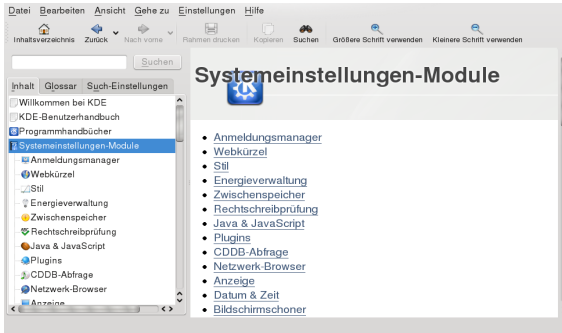 Datei Bearbeiten Ansicht Gehe zu Einstellungen Hilfe
Inhaltsverzeichnis Zurück Nach vorne Rahmen drucken Kopieren Suchen Größere Schrift verwenden Kleinere Schrift verwenden
Suchen
Inhalt Glossar Such-Einstellungen
Willkommen bei KDE
KDE-Benutzerhandbuch
Programmhandbücher
Systemeinstellungen-Module
Anmeldungsmanager
Webkürzel
Stil
Energieverwaltung
Zwischenspeicher
Rechtschreibprüfung
Java & JavaScript
Plugins
CDDB-Abfrage
Netzwerk-Browser
Anzeige
Systemeinstellungen-Module
Anmeldungsmanager
Webkürzel
Stil
Energieverwaltung
Zwischenspeicher
Rechtschreibprüfung
Java & JavaScript
Plugins
CDDB-Abfrage
Netzwerk-Browser
Anzeige
Datum & Zeit
Bildschirmschoner